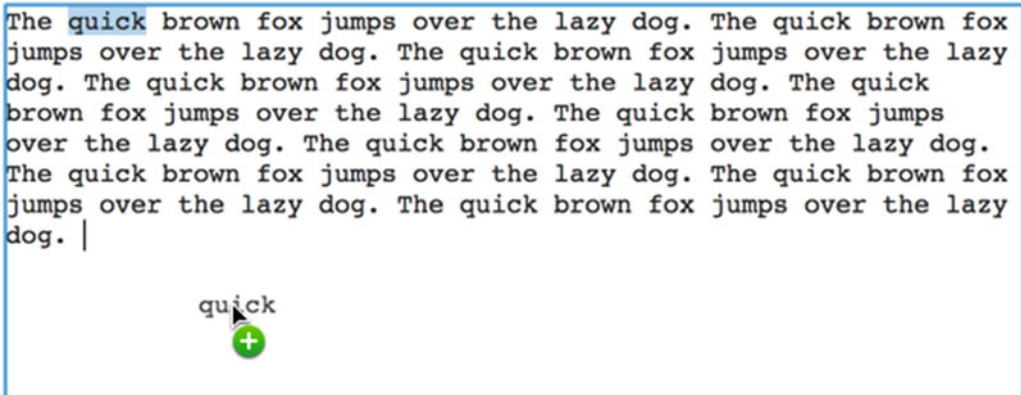 The quick brown fox jumps over the lazy dog. The quick brown fox
jumps over the lazy dog. The quick brown fox jumps over the lazy
dog. The quick brown fox jumps over the lazy dog. The quick
brown fox jumps over the lazy dog. The quick brown fox jumps
over the lazy dog. The quick brown fox jumps over the lazy dog.
The quick brown fox jumps over the lazy dog. The quick brown fox
jumps over the lazy dog. The quick brown fox jumps over the lazy
dog.
quick